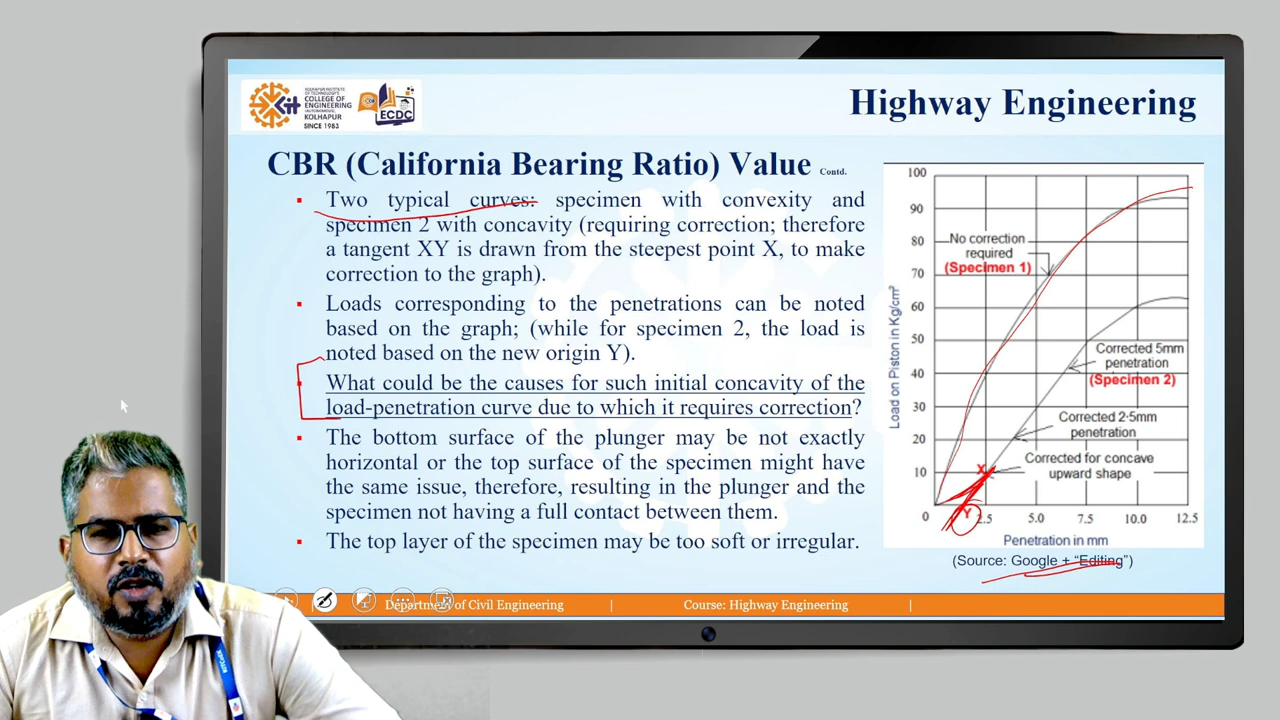 KOLHAPUR INSTITUTE
OF TECHNOLOGY'S
COLLEGE OF
ENGINEERING
(AUTONOMOUS),
KOLHAPUR
SINCE 1983
ECDC
Highway Engineering
CBR (California Bearing Ratio) Value Contd.
▪ Two typical curves: specimen with convexity and
specimen 2 with concavity (requiring correction; therefore
a tangent XY is drawn from the steepest point X, to make
correction to the graph).
▪ Loads corresponding to the penetrations can be noted
based on the graph; (while for specimen 2, the load is
noted based on the new origin Y).
▪ What could be the causes for such initial concavity of the
load-penetration curve due to which it requires correction?
▪ The bottom surface of the plunger may be not exactly
horizontal or the top surface of the specimen might have
the same issue, therefore, resulting in the plunger and the
specimen not having a full contact between them.
▪ The top layer of the specimen may be too soft or irregular.
Load on Piston in Kg/cm²
100
90
80
70
60
50
40
30
20
10
0
No correction
required
(Specimen 1)
Corrected 5mm
penetration
(Specimen 2)
Corrected 2·5mm
penetration
Corrected for concave
upward shape
X
Y
2.5
5.0
7.5
10.0
12.5
Penetration in mm
(Source: Google + “Editing”)
Department of Civil Engineering | Course: Highway Engineering |